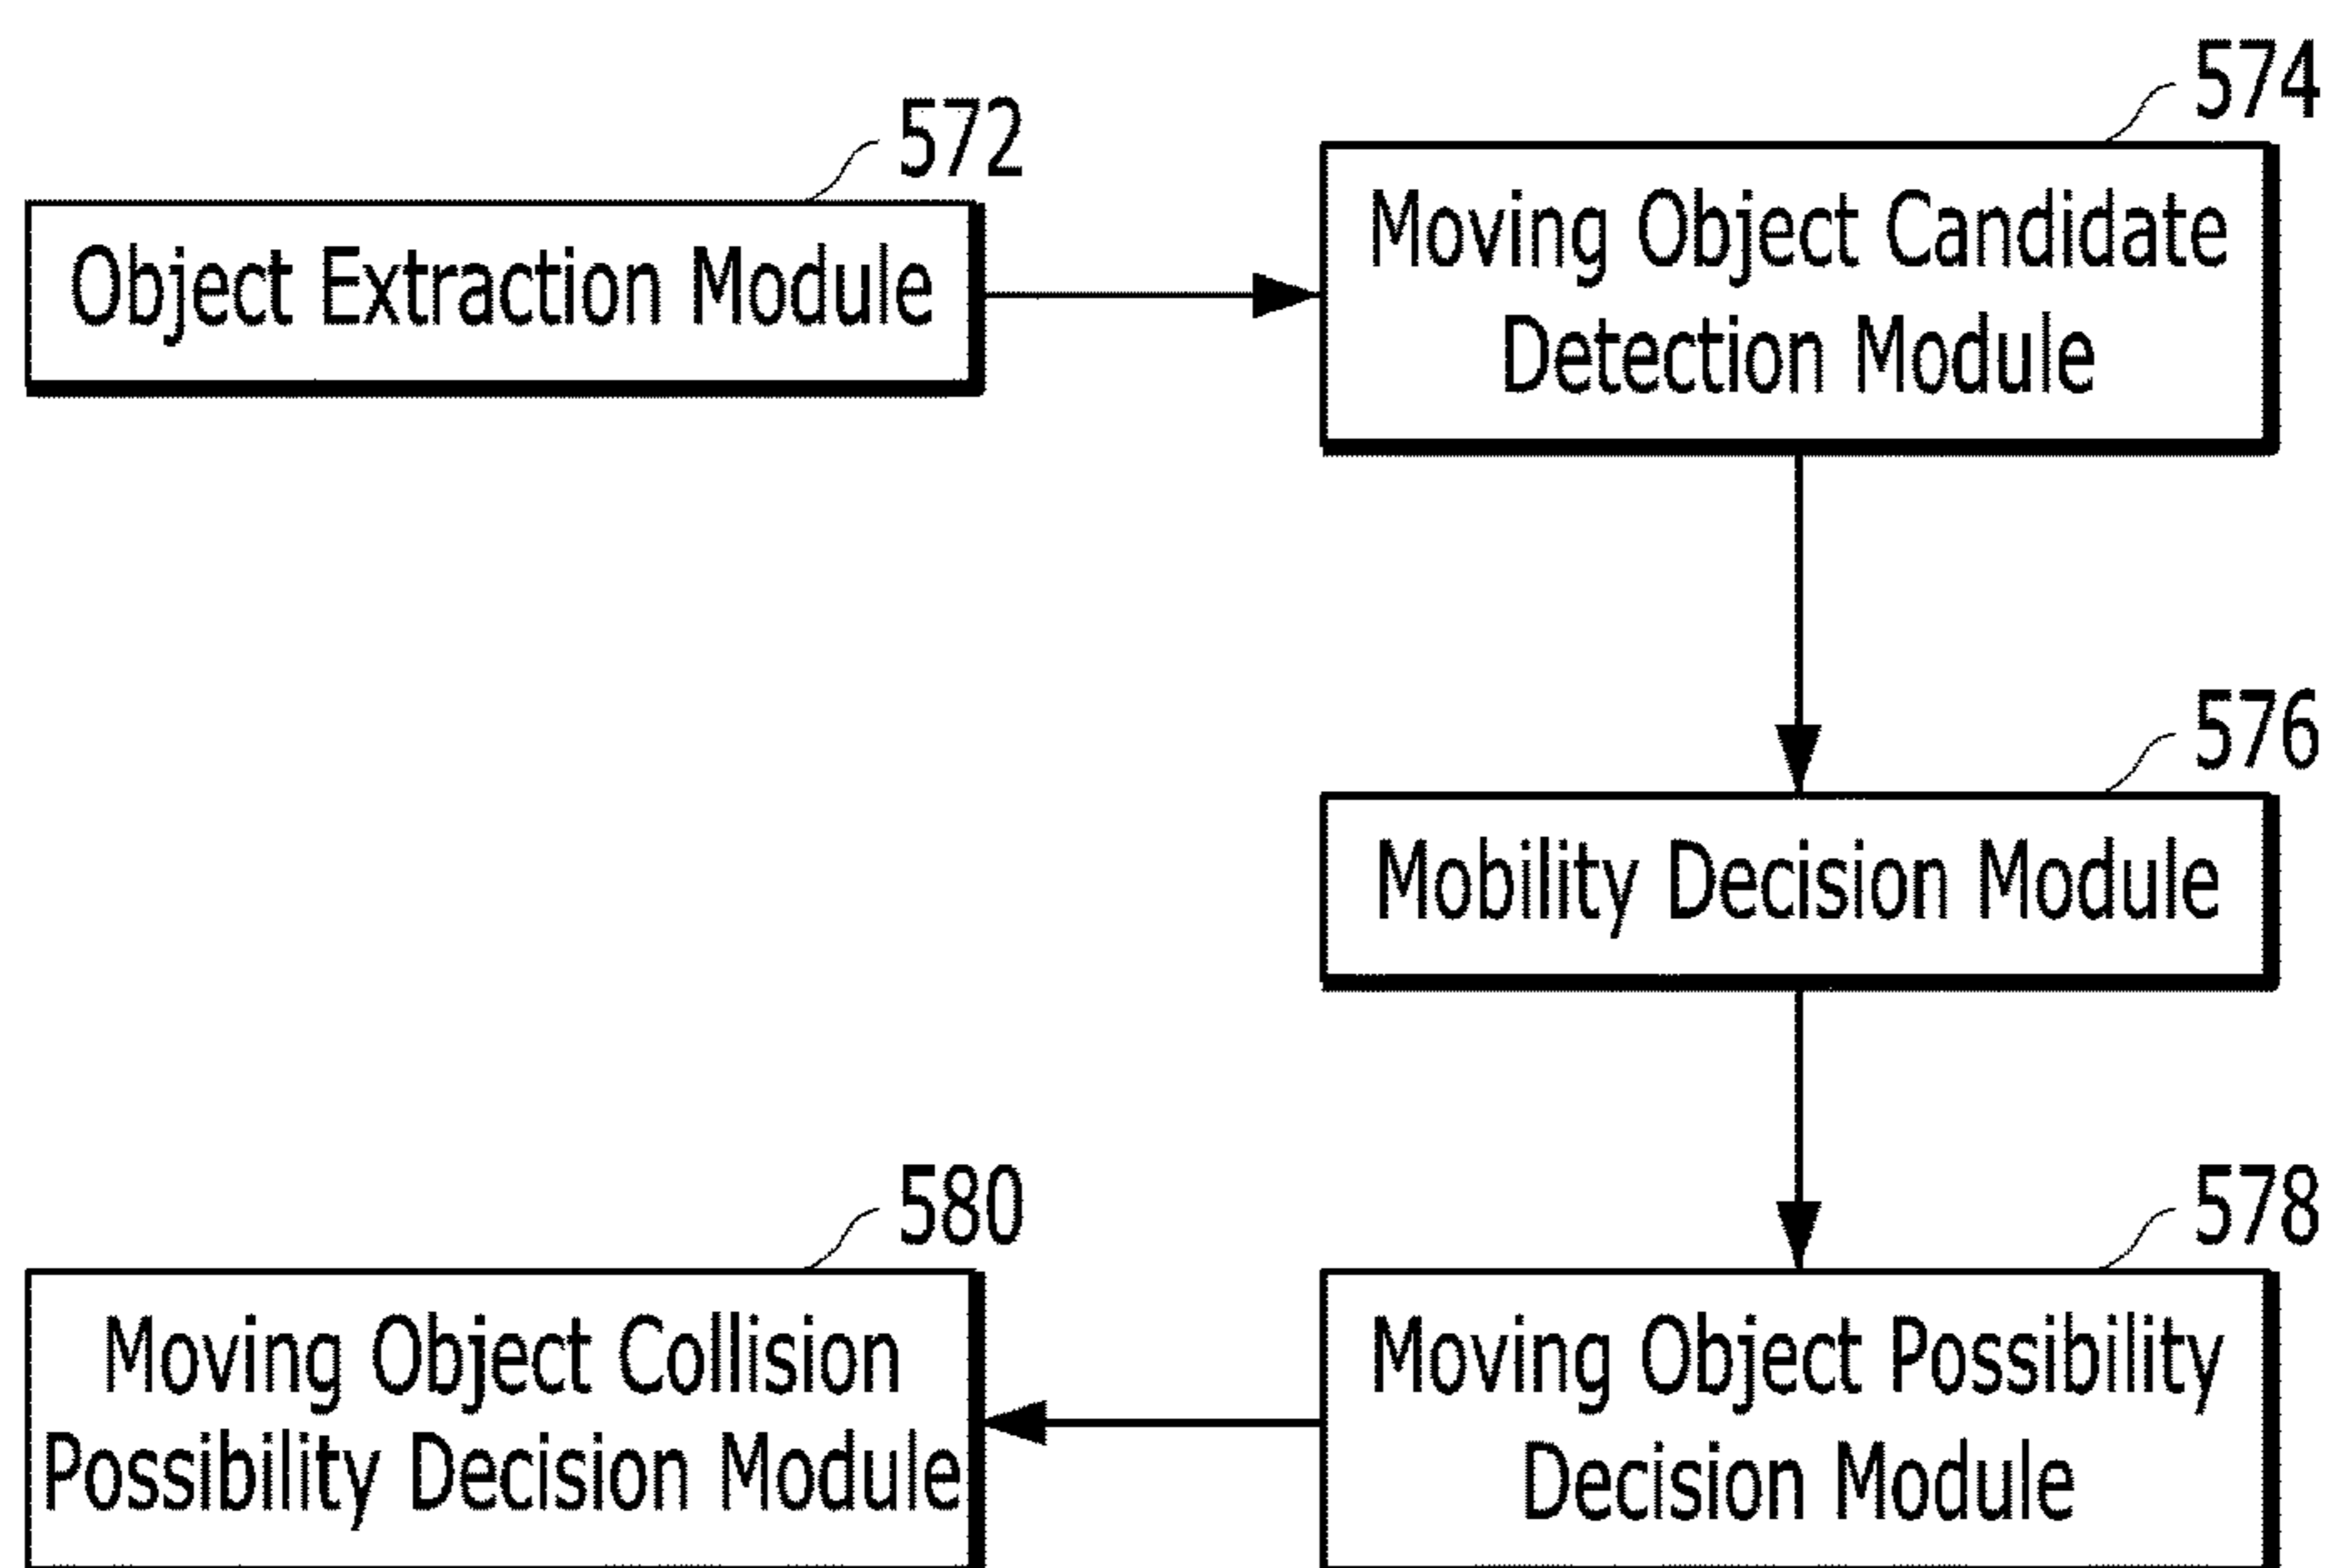 572
Object Extraction Module
574
Moving Object Candidate
Detection Module
576
Mobility Decision Module
578
Moving Object Possibility
Decision Module
580
Moving Object Collision
Possibility Decision Module